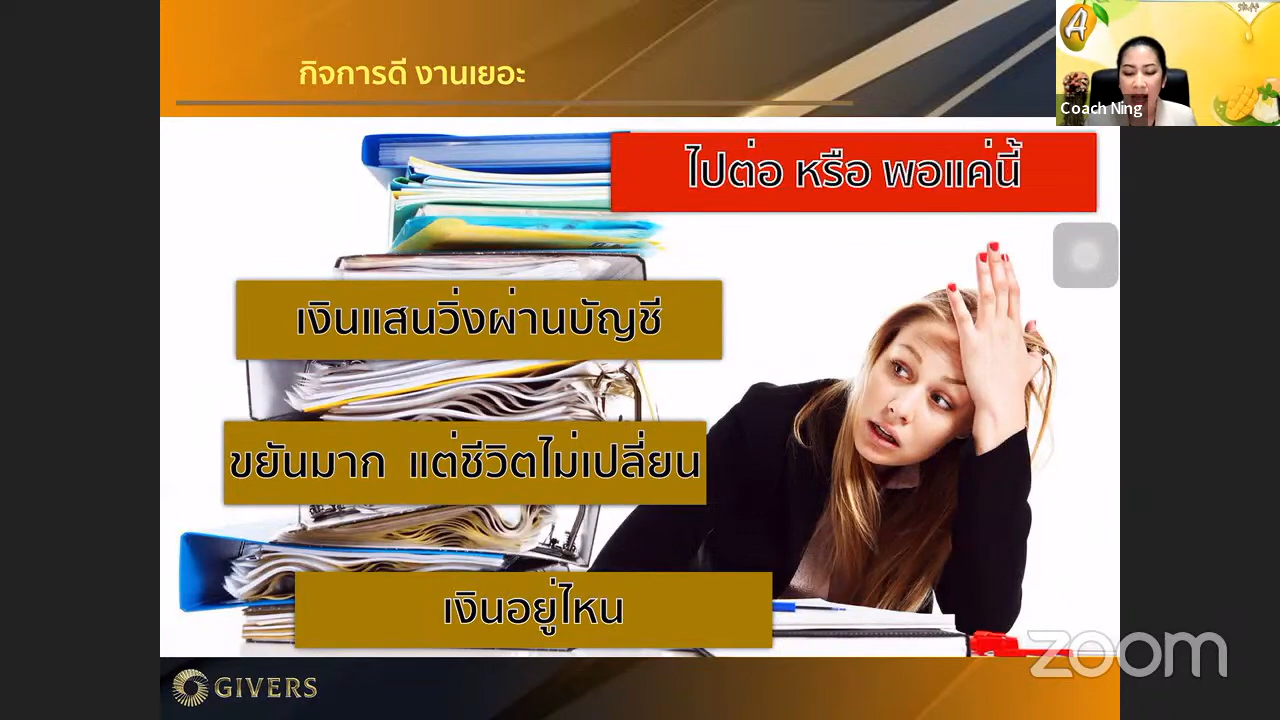 กิจการดี งานเยอะ
Coach Ning
ไปต่อ หรือ พอแค่นี้
เงินแสนวิ่งผ่านบัญชี
ขยันมาก แต่ชีวิตไม่เปลี่ยน
เงินอยู่ไหน
GIVERS
zoom